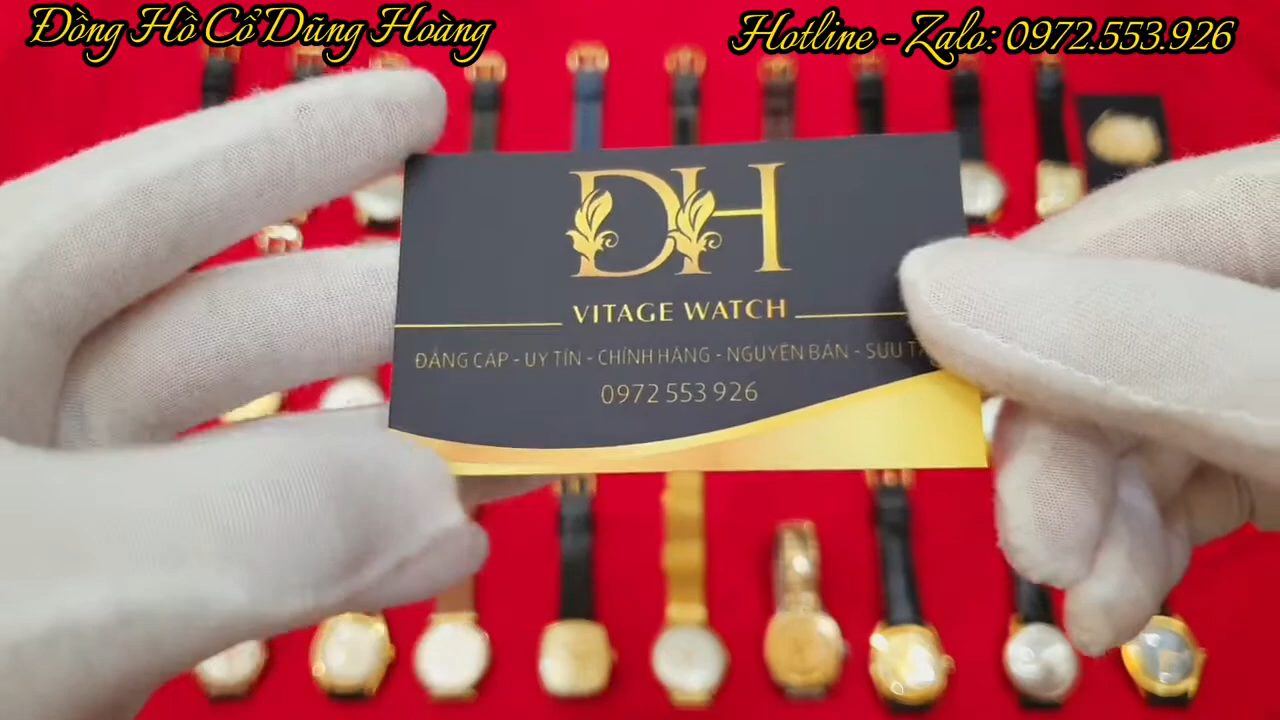 Đồng Hồ Cổ Dũng Hoàng
Hotline - Zalo: 0972.553.926
DH
VITAGE WATCH
ĐẲNG CẤP - UY TÍN - CHÍNH HÃNG - NGUYÊN BẢN - SƯU
0972 553 926